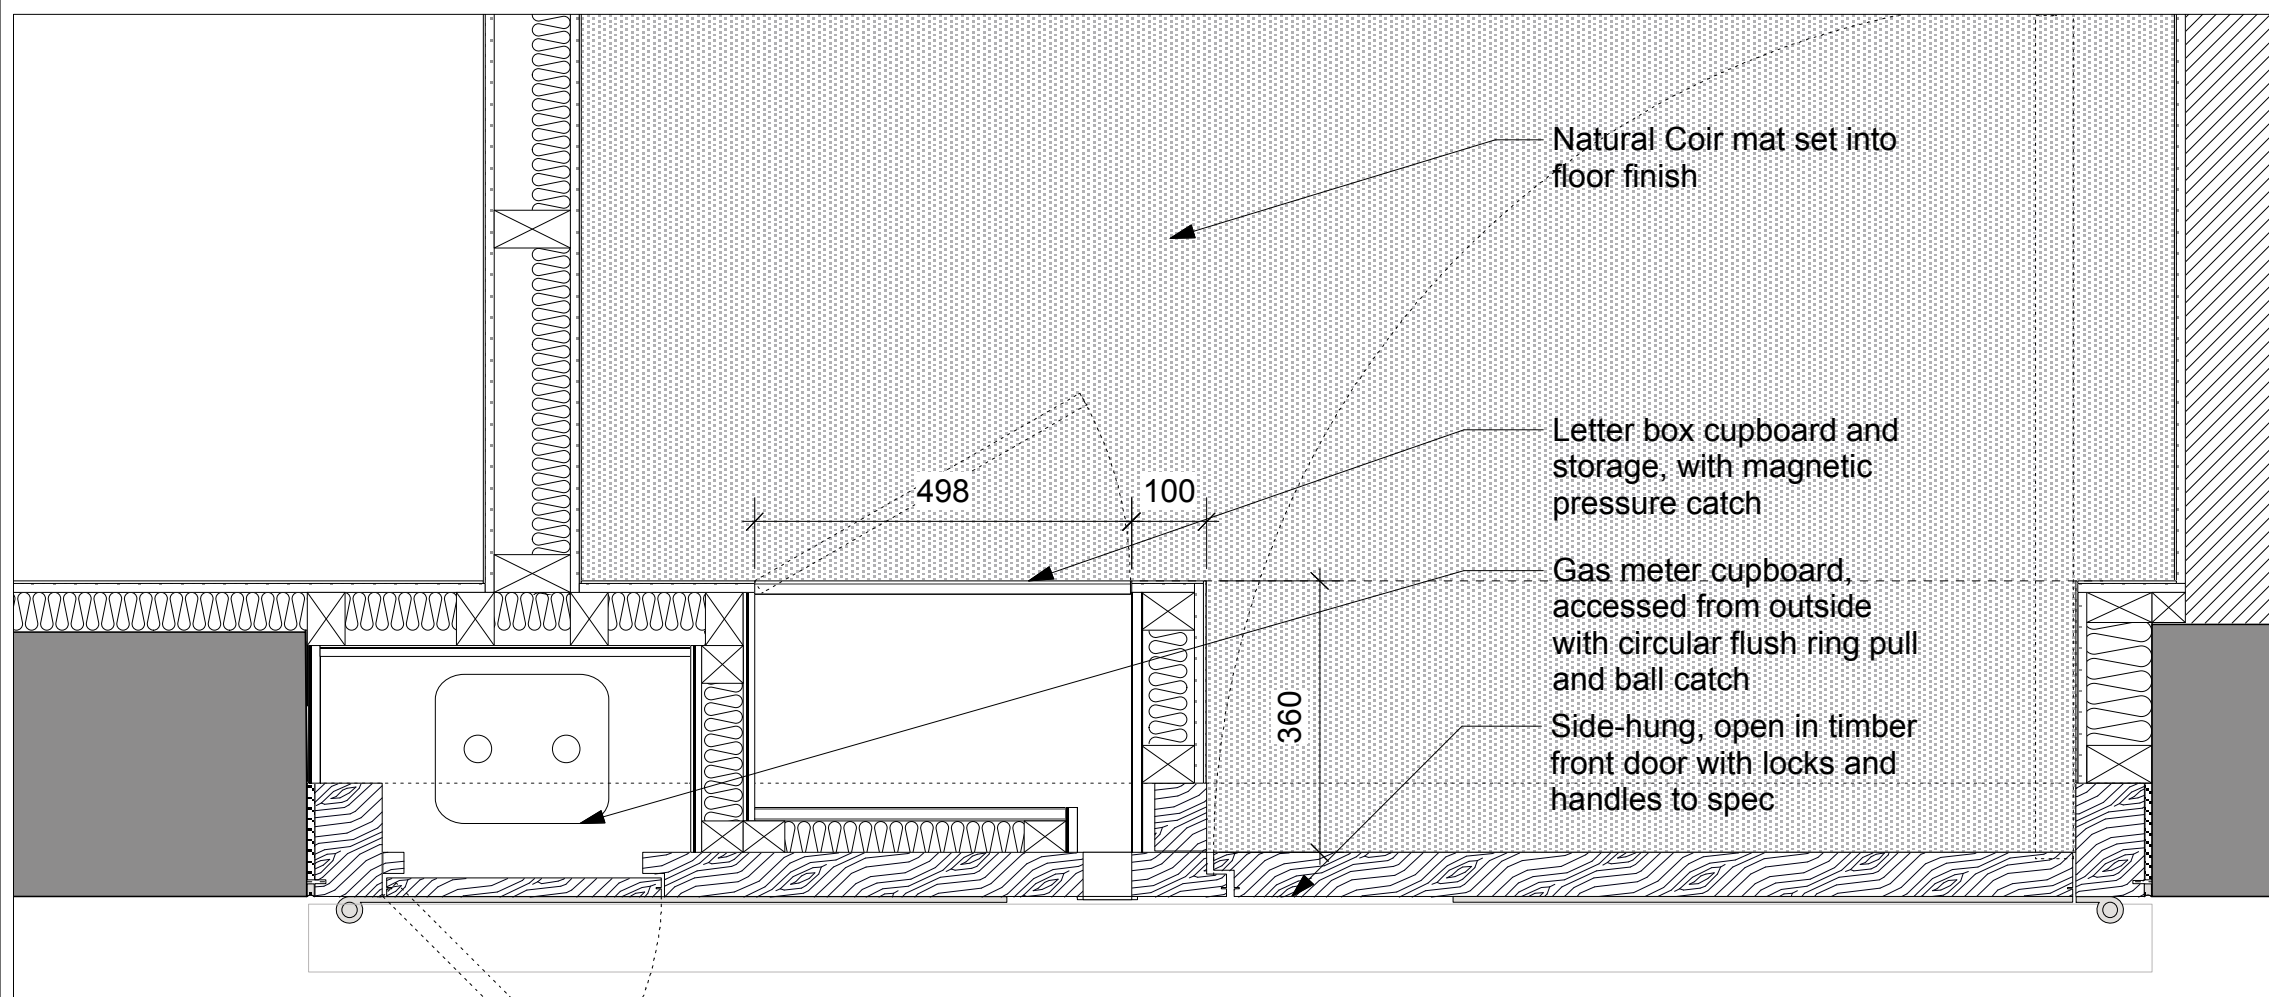 Natural Coir mat set into
floor finish
Letter box cupboard and
storage, with magnetic
pressure catch
498
100
Gas meter cupboard,
accessed from outside
with circular flush ring pull
and ball catch
360
Side-hung, open in timber
front door with locks and
handles to spec